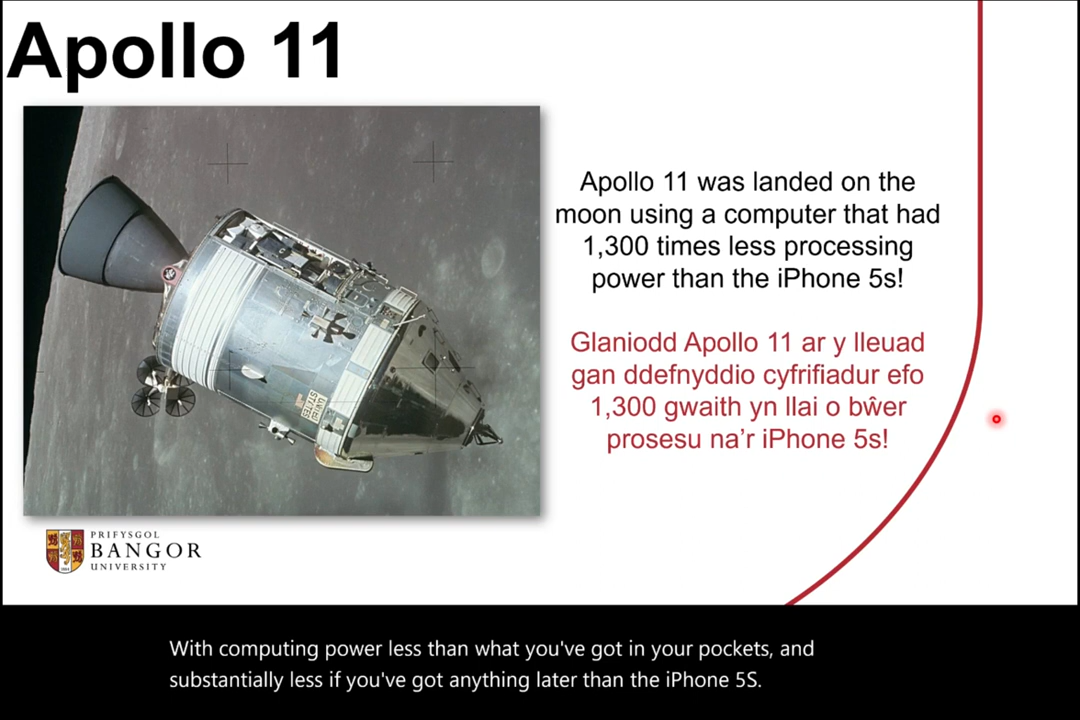 Apollo 11
Apollo 11 was landed on the
moon using a computer that had
1,300 times less processing
power than the iPhone 5s!
Glaniodd Apollo 11 ar y lleuad
gan ddefnyddio cyfrifiadur efo
1,300 gwaith yn llai o bŵer
prosesu na’r iPhone 5s!
UNITED
STATES
PRIFYSGOL
BANGOR
UNIVERSITY
With computing power less than what you've got in your pockets, and
substantially less if you've got anything later than the iPhone 5S.